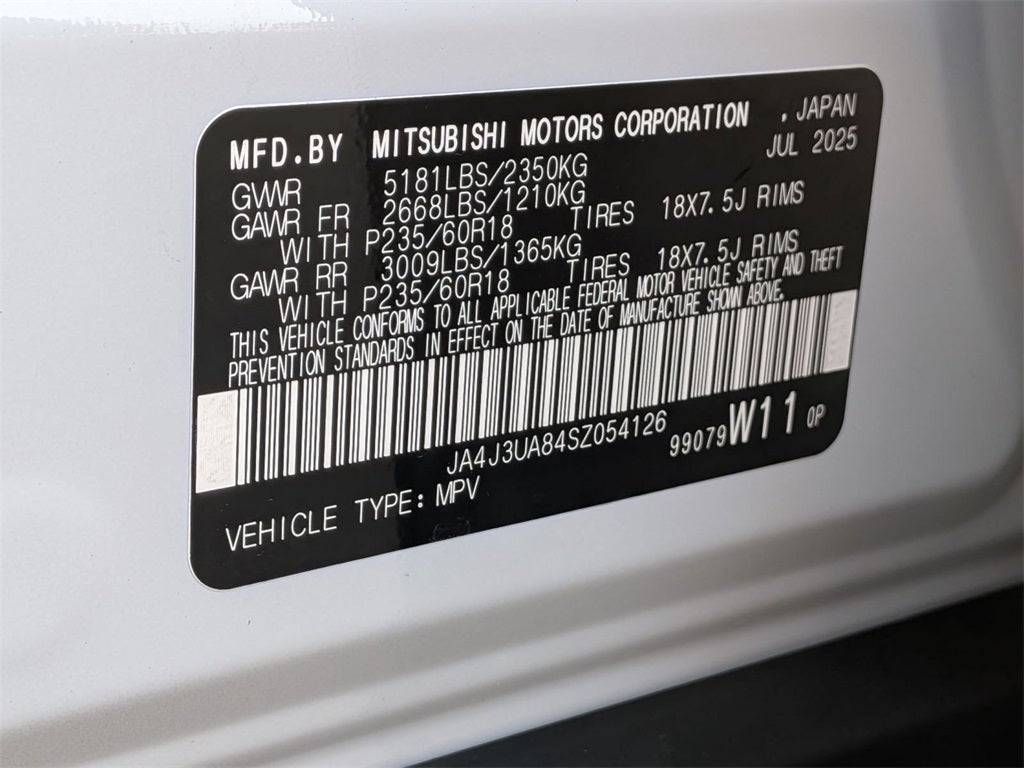 MFD.BY MITSUBISHI MOTORS CORPORATION , JAPAN
JUL 2025
GVWR 5181LBS/2350KG
GAWR FR 2668LBS/1210KG
WITH P235/60R18 TIRES 18X7.5J RIMS
GAWR RR 3009LBS/1365KG
WITH P235/60R18 TIRES 18X7.5J RIMS
THIS VEHICLE CONFORMS TO ALL APPLICABLE FEDERAL MOTOR VEHICLE SAFETY AND THEFT
PREVENTION STANDARDS IN EFFECT ON THE DATE OF MANUFACTURE SHOWN ABOVE.
JA4J3UA84SZ054126 99079 W11 0P
VEHICLE TYPE: MPV